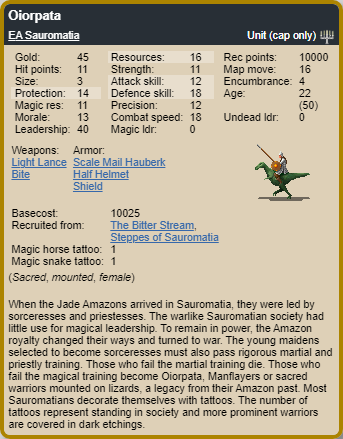 Oiorpata
EA Sauromatia Unit (cap only)
Gold: 45 Resources: 16 Rec points: 10000
Hit points: 11 Strength: 11 Map move: 16
Size: 3 Attack skill: 12 Encumbrance: 4
Protection: 14 Defence skill: 18 Age: 22
Magic res: 11 Precision: 12 (50)
Morale: 13 Combat speed: 18 Undead ldr: 0
Leadership: 40 Magic ldr: 0
Weapons: Armor:
Light Lance Scale Mail Hauberk
Bite Half Helmet
Shield
Basecost: 10025
Recruited from: The Bitter Stream,
Steppes of Sauromatia
Magic horse tattoo: 1
Magic snake tattoo: 1
(Sacred, mounted, female)
When the Jade Amazons arrived in Sauromatia, they were led by
sorceresses and priestesses. The warlike Sauromatian society had
little use for magical leadership. To remain in power, the Amazon
royalty changed their ways and turned to war. The young maidens
selected to become sorceresses must also pass rigorous martial and
priestly training. Those who fail the martial training die. Those who
fail the magical training become Oiorpata, Manflayers or sacred
warriors mounted on lizards, a legacy from their Amazon past. Most
Sauromatians decorate themselves with tattoos. The number of
tattoos represent standing in society and more prominent warriors
are covered in dark etchings.